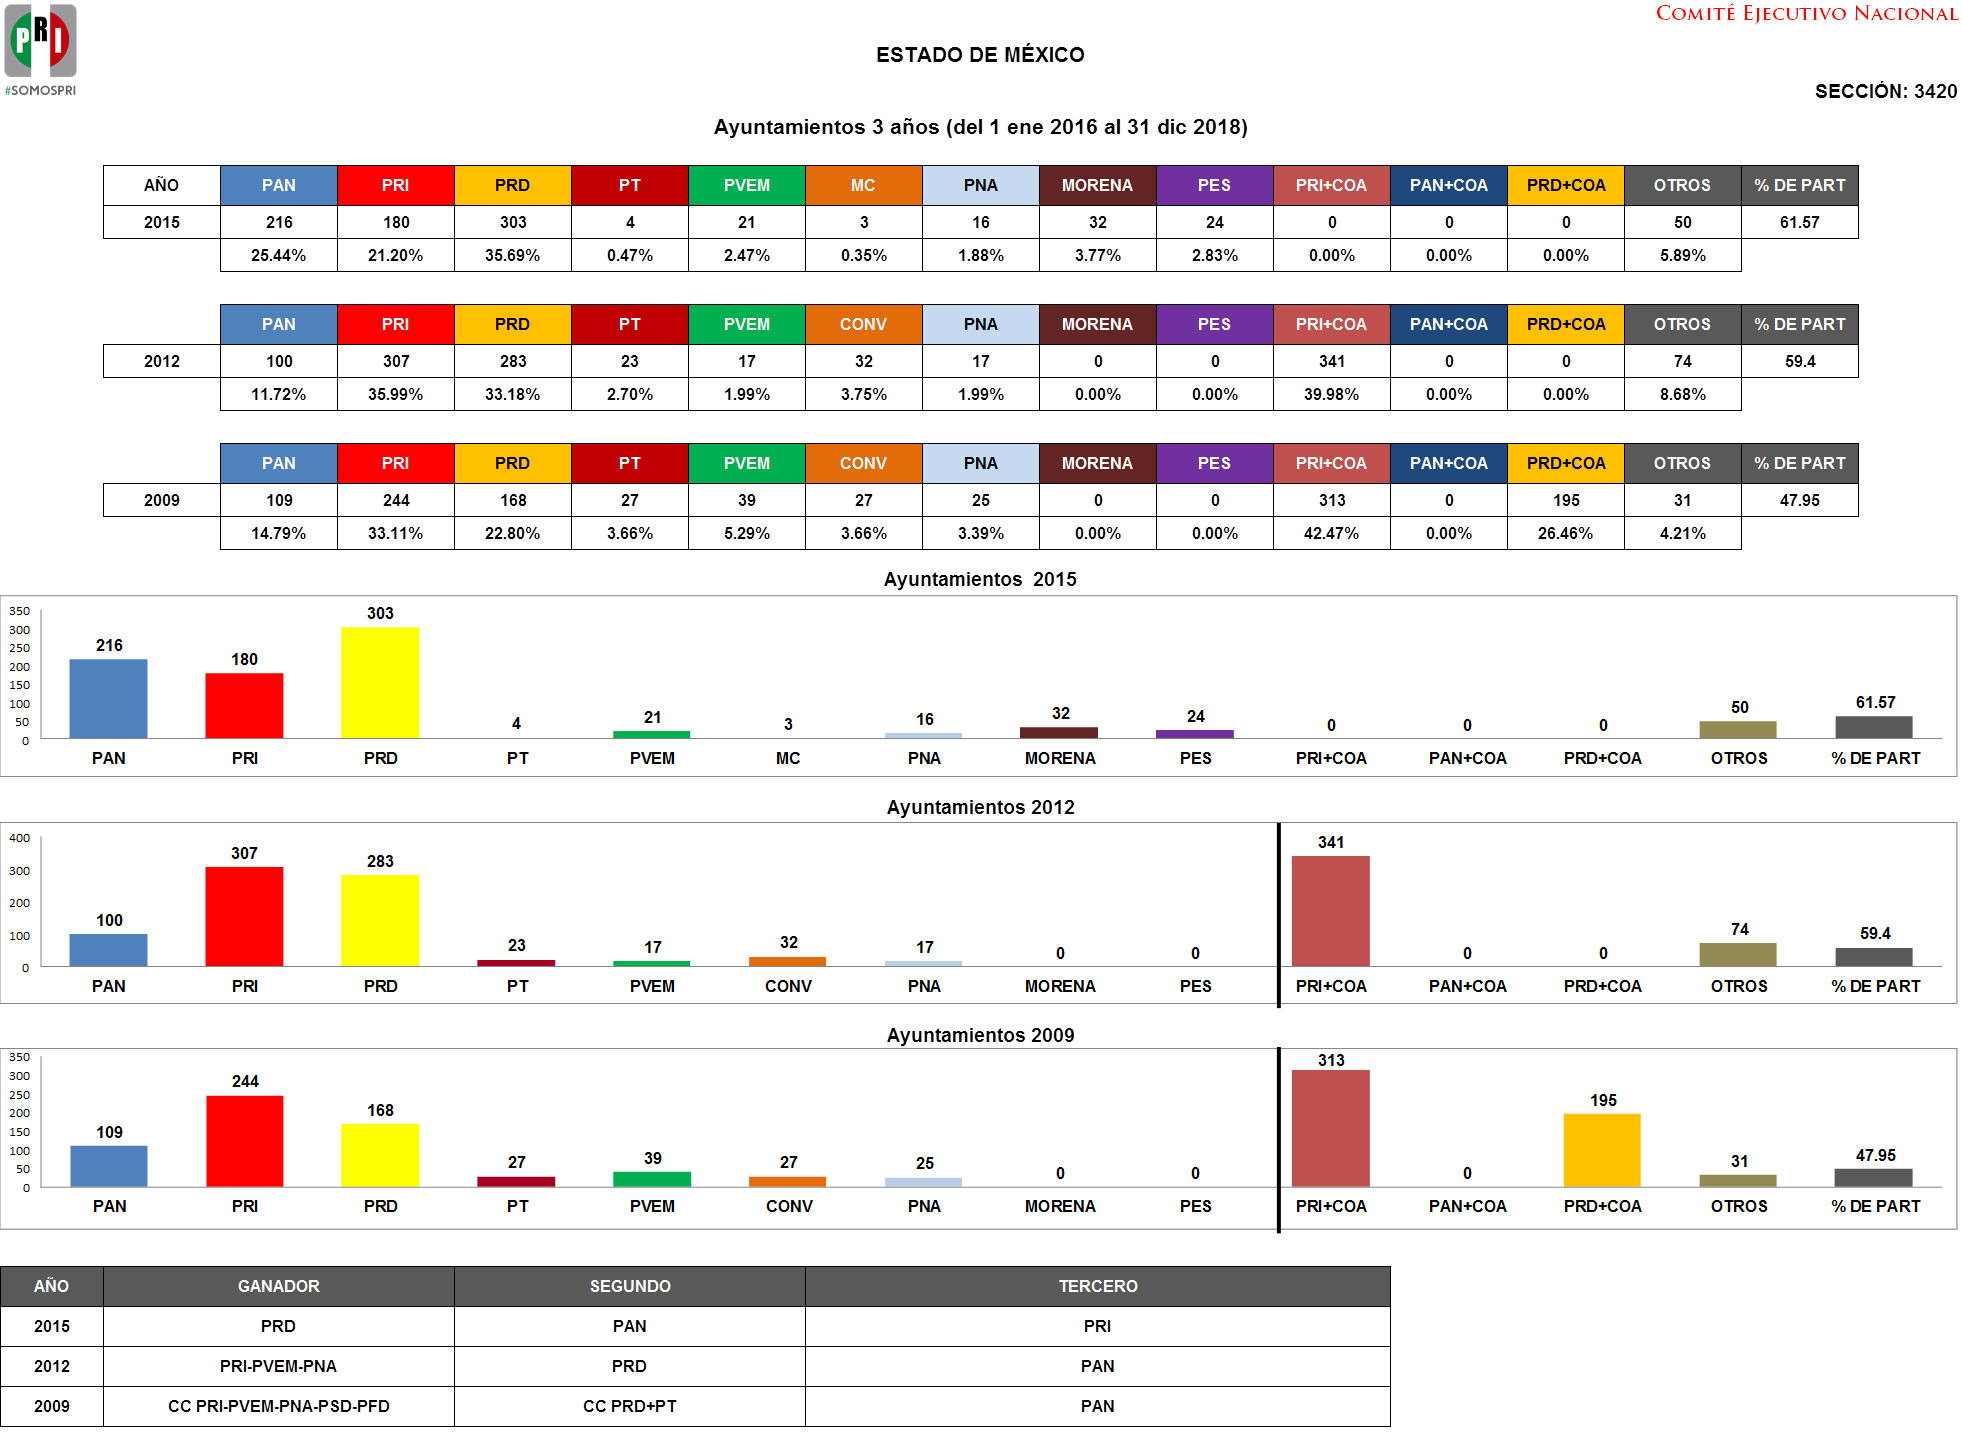 PRI
#SOMOSPRI
COMITÉ EJECUTIVO NACIONAL
ESTADO DE MÉXICO
SECCIÓN: 3420
Ayuntamientos 3 años (del 1 ene 2016 al 31 dic 2018)
AÑO PAN PRI PRD PT PVEM MC PNA MORENA PES PRI+COA PAN+COA PRD+COA OTROS % DE PART
2015 216 180 303 4 21 3 16 32 24 0 0 0 50 61.57
25.44% 21.20% 35.69% 0.47% 2.47% 0.35% 1.88% 3.77% 2.83% 0.00% 0.00% 0.00% 5.89%
PAN PRI PRD PT PVEM CONV PNA MORENA PES PRI+COA PAN+COA PRD+COA OTROS % DE PART
2012 100 307 283 23 17 32 17 0 0 341 0 0 74 59.4
11.72% 35.99% 33.18% 2.70% 1.99% 3.75% 1.99% 0.00% 0.00% 39.98% 0.00% 0.00% 8.68%
PAN PRI PRD PT PVEM CONV PNA MORENA PES PRI+COA PAN+COA PRD+COA OTROS % DE PART
2009 109 244 168 27 39 27 25 0 0 313 0 195 31 47.95
14.79% 33.11% 22.80% 3.66% 5.29% 3.66% 3.39% 0.00% 0.00% 42.47% 0.00% 26.46% 4.21%
Ayuntamientos 2015
350
300
250
200
150
100
50
0
216 180 303 4 21 3 16 32 24 0 0 0 50 61.57
PAN PRI PRD PT PVEM MC PNA MORENA PES PRI+COA PAN+COA PRD+COA OTROS % DE PART
Ayuntamientos 2012
400
300
200
100
0
100 307 283 23 17 32 17 0 0 341 0 0 74 59.4
PAN PRI PRD PT PVEM CONV PNA MORENA PES PRI+COA PAN+COA PRD+COA OTROS % DE PART
Ayuntamientos 2009
350
300
250
200
150
100
50
0
109 244 168 27 39 27 25 0 0 313 0 195 31 47.95
PAN PRI PRD PT PVEM CONV PNA MORENA PES PRI+COA PAN+COA PRD+COA OTROS % DE PART
AÑO GANADOR SEGUNDO TERCERO
2015 PRD PAN PRI
2012 PRI-PVEM-PNA PRD PAN
2009 CC PRI-PVEM-PNA-PSD-PFD CC PRD+PT PAN